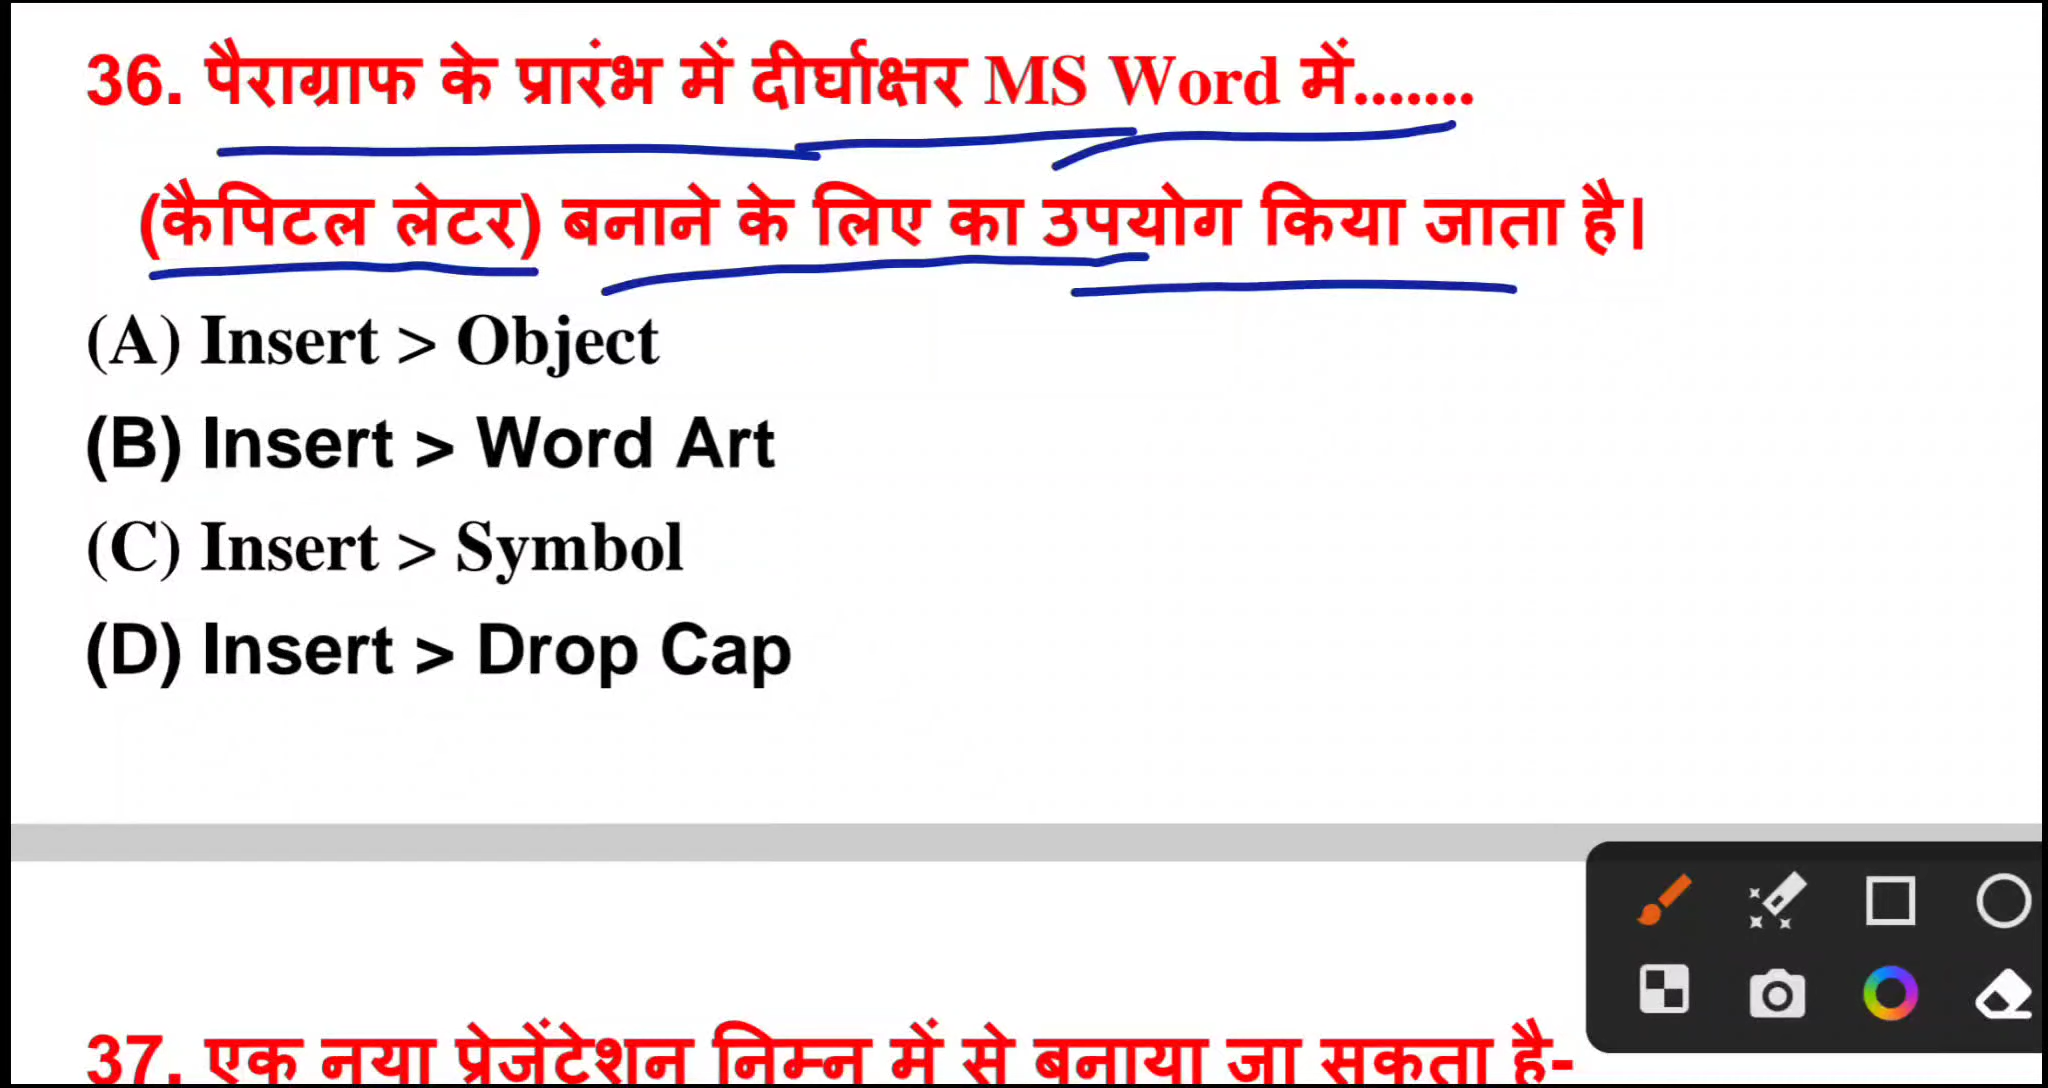 36. पैराग्राफ के प्रारंभ में दीर्घाक्षर MS Word में.......
(कैपिटल लेटर) बनाने के लिए का उपयोग किया जाता है।
(A) Insert > Object
(B) Insert > Word Art
(C) Insert > Symbol
(D) Insert > Drop Cap
37. एक नया प्रेजेंटेशन निम्न में से बनाया जा सकता है-